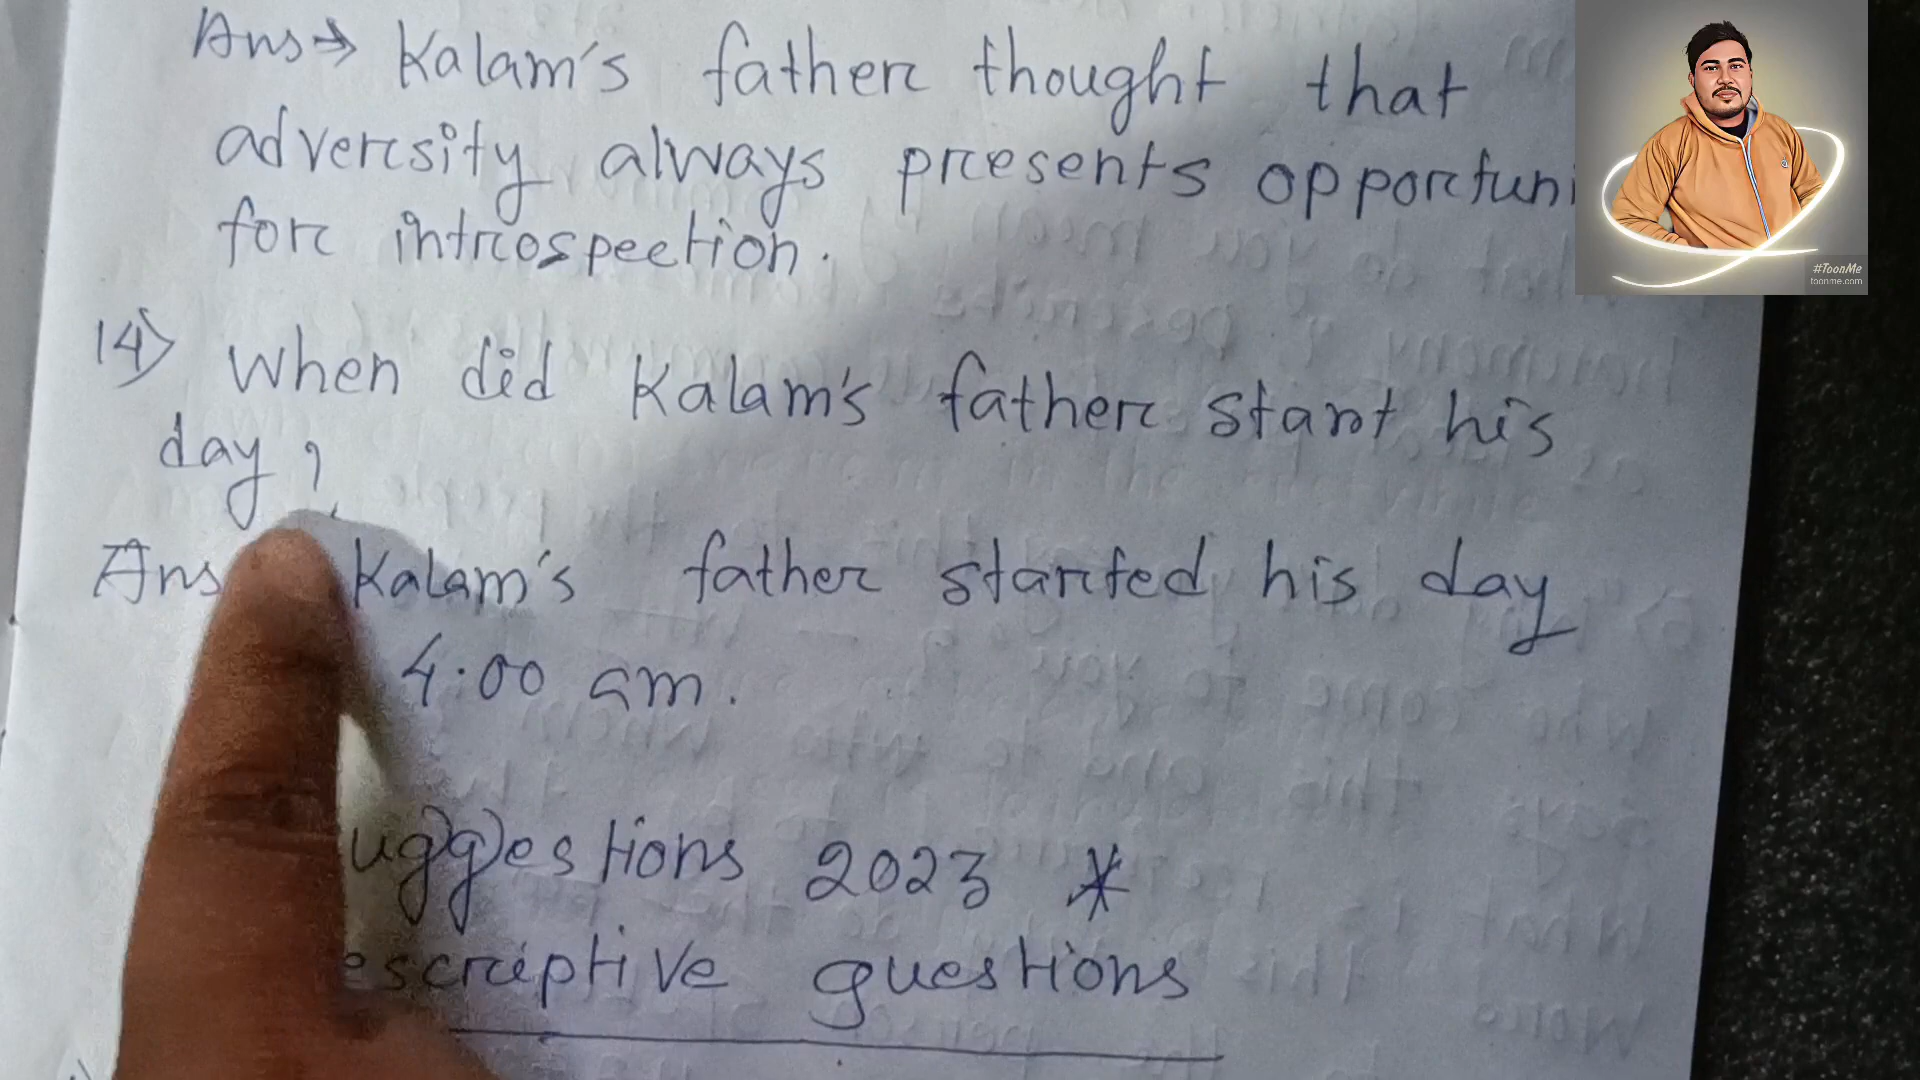 Ans→ Kalam's father thought that
adversity always presents opportuni
for introspection.
14) When did Kalam's father start his
day?
Ans Kalam's father started his day
4.00 am.
uggestions 2023 *
escriptive questions
#ToonMe
toonme.com